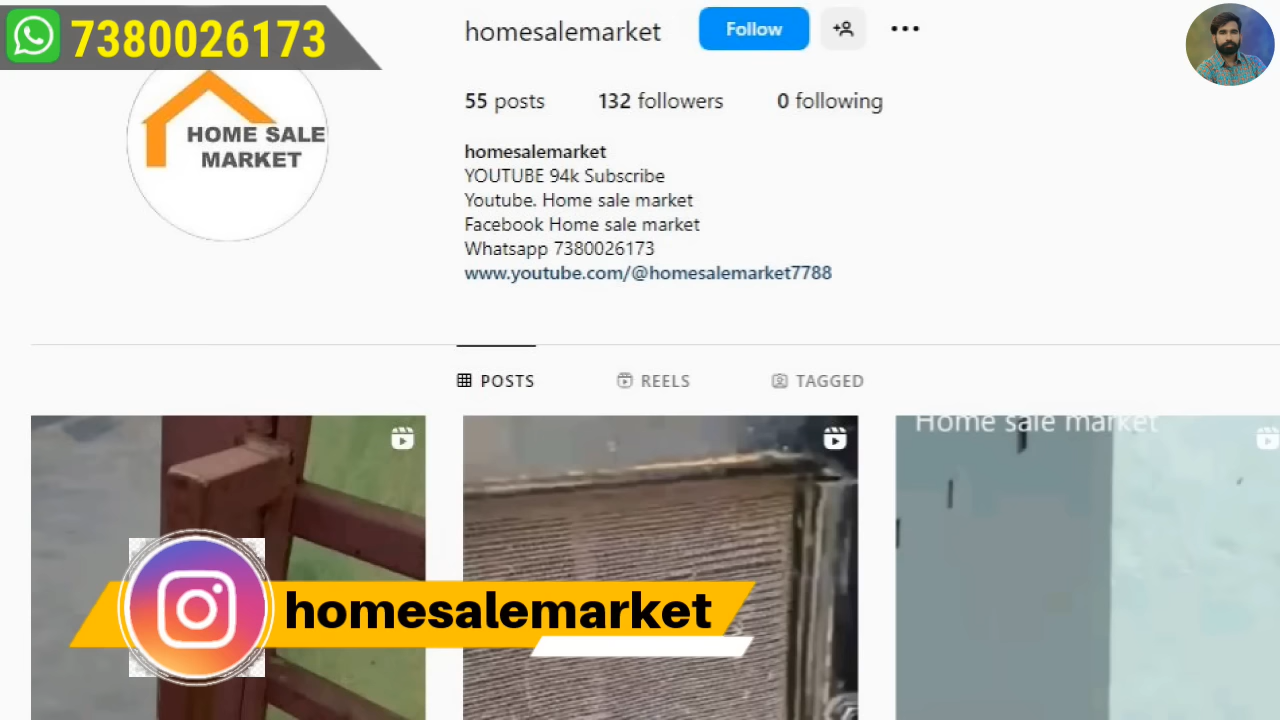 7380026173
homesalemarket
Follow
HOME SALE
MARKET
55 posts 132 followers 0 following
homesalemarket
YOUTUBE 94k Subscribe
Youtube. Home sale market
Facebook Home sale market
Whatsapp 7380026173
www.youtube.com/@homesalemarket7788
POSTS REELS TAGGED
Home sale market
homesalemarket